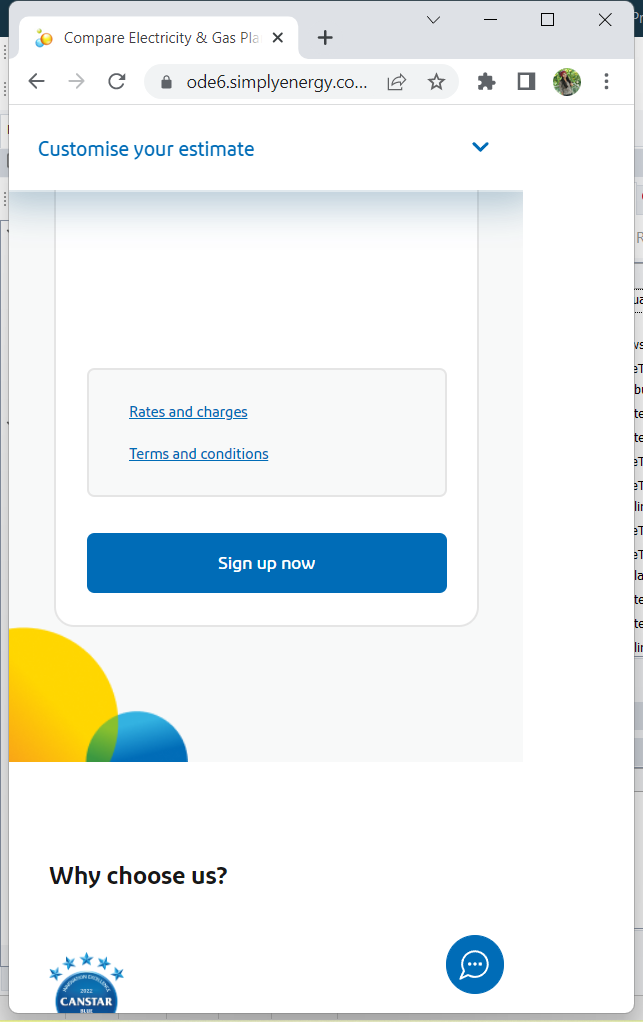 Compare Electricity & Gas Pla
ode6.simplyenergy.co...
Customise your estimate
Rates and charges
Terms and conditions
Sign up now
Why choose us?
INNOVATION EXCELLENCE
2022
CANSTAR
BLUE